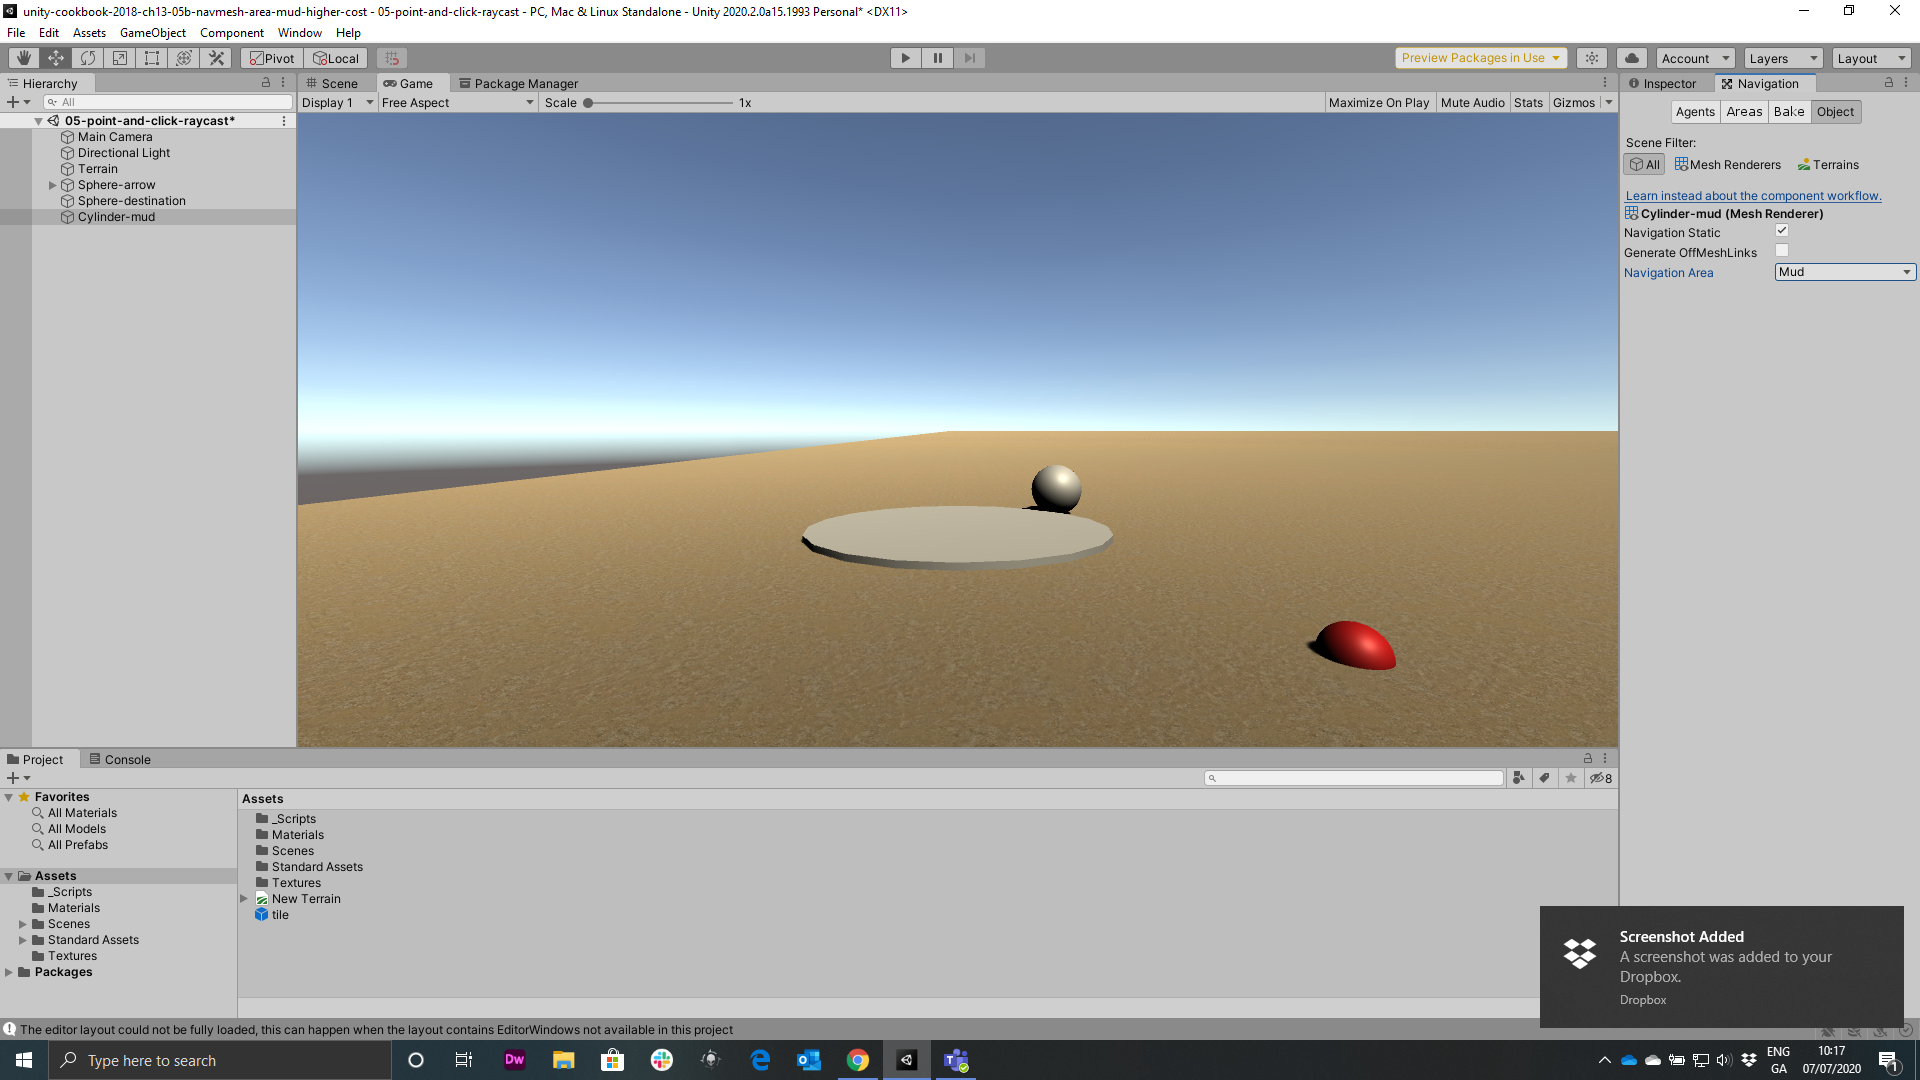 unity-cookbook-2018-ch13-05b-navmesh-area-mud-higher-cost - 05-point-and-click-raycast - PC, Mac & Linux Standalone - Unity 2020.2.0a15.1993 Personal* <DX11>
File Edit Assets GameObject Component Window Help
Pivot Local Preview Packages in Use Account Layers Layout
Hierarchy
All
05-point-and-click-raycast*
Main Camera
Directional Light
Terrain
Sphere-arrow
Sphere-destination
Cylinder-mud
Scene Game Package Manager
Display 1 Free Aspect Scale 1x Maximize On Play Mute Audio Stats Gizmos
Inspector Navigation
Agents Areas Bake Object
Scene Filter:
All Mesh Renderers Terrains
Learn instead about the component workflow.
Cylinder-mud (Mesh Renderer)
Navigation Static
Generate OffMeshLinks
Navigation Area Mud
Project Console
8
Favorites
All Materials
All Models
All Prefabs
Assets
_Scripts
Materials
Scenes
Standard Assets
Textures
Packages
Assets
_Scripts
Materials
Scenes
Standard Assets
Textures
New Terrain
tile
Screenshot Added
A screenshot was added to your
Dropbox.
Dropbox
The editor layout could not be fully loaded, this can happen when the layout contains EditorWindows not available in this project
Type here to search
Dw
ENG
GA
10:17
07/07/2020
1